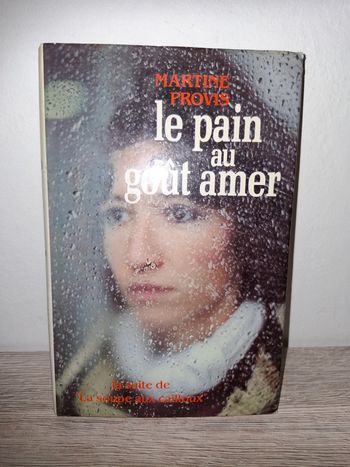 MARTINE
PROVIS
le pain
au
goût amer
la suite de
"La soupe aux cailloux"